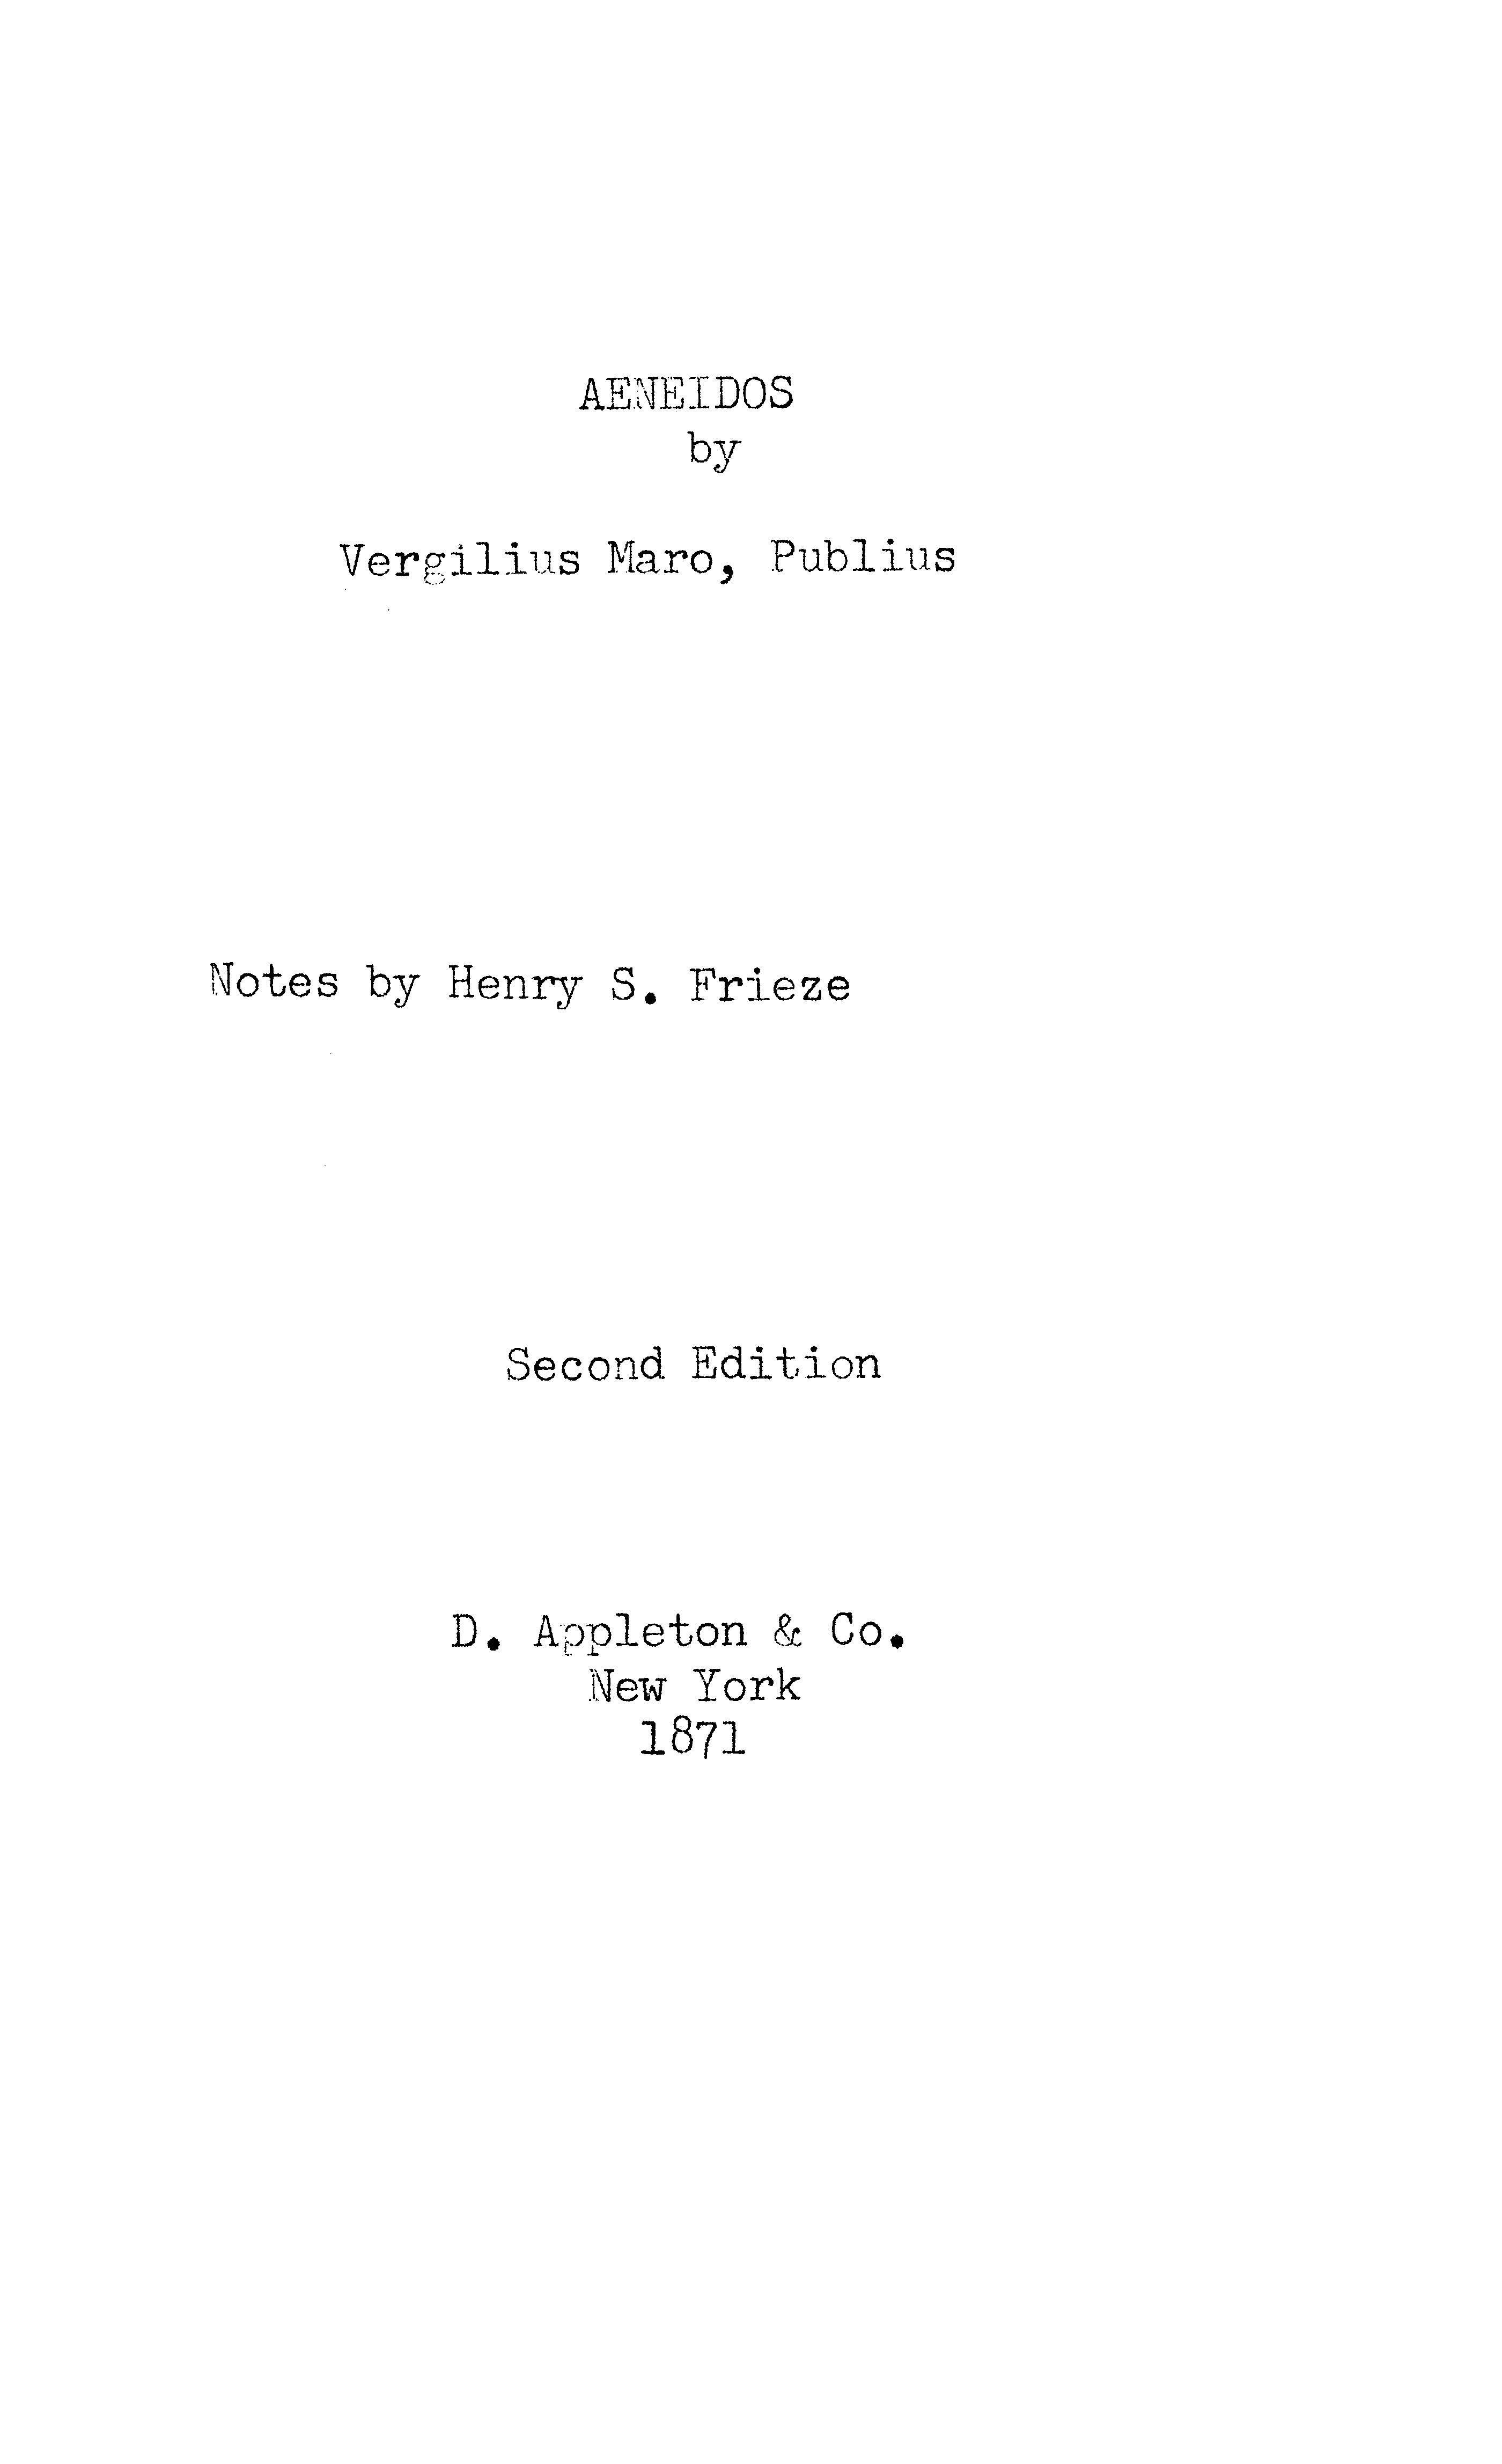 AENEIDOS
by
Vergilius Maro, Publius
Notes by Henry S. Frieze
Second Edition
D. Appleton & Co.
New York
1871